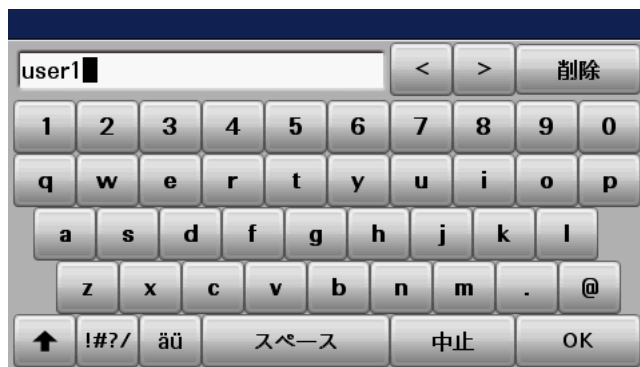 user1
< > 削除
1 2 3 4 5 6 7 8 9 0
q w e r t y u i o p
a s d f g h j k l
z x c v b n m . @
!#?/ äü スペース 中止 OK